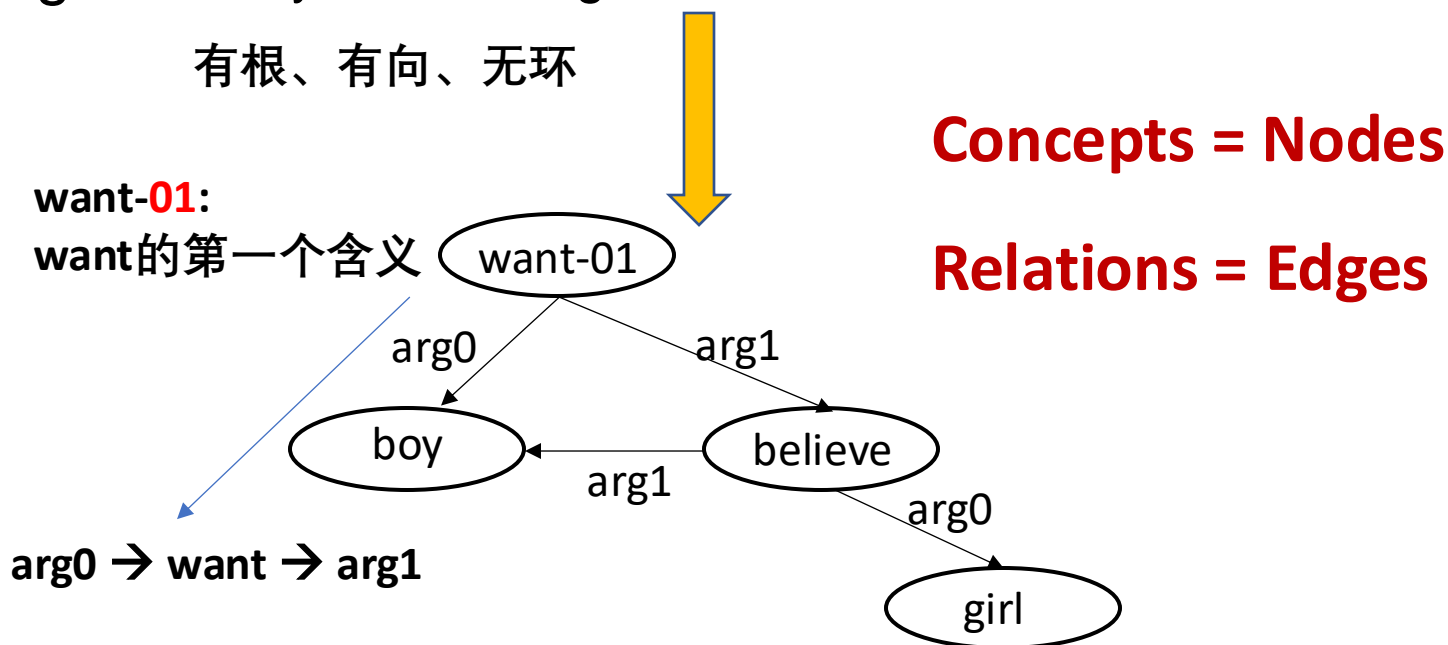 有根、有向、无环
Concepts = Nodes
want-01:
want的第一个含义
want-01
Relations = Edges
arg0
arg1
boy
believe
arg1
arg0
arg0 → want → arg1
girl